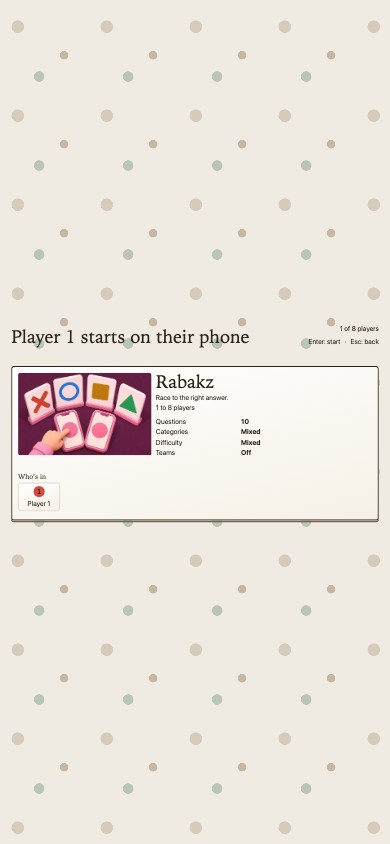 Player 1 starts on their phone
1 of 8 players
Enter: start · Esc: back
Rabakz
Race to the right answer.
1 to 8 players
Questions 10
Categories Mixed
Difficulty Mixed
Teams Off
Who's in
1
Player 1